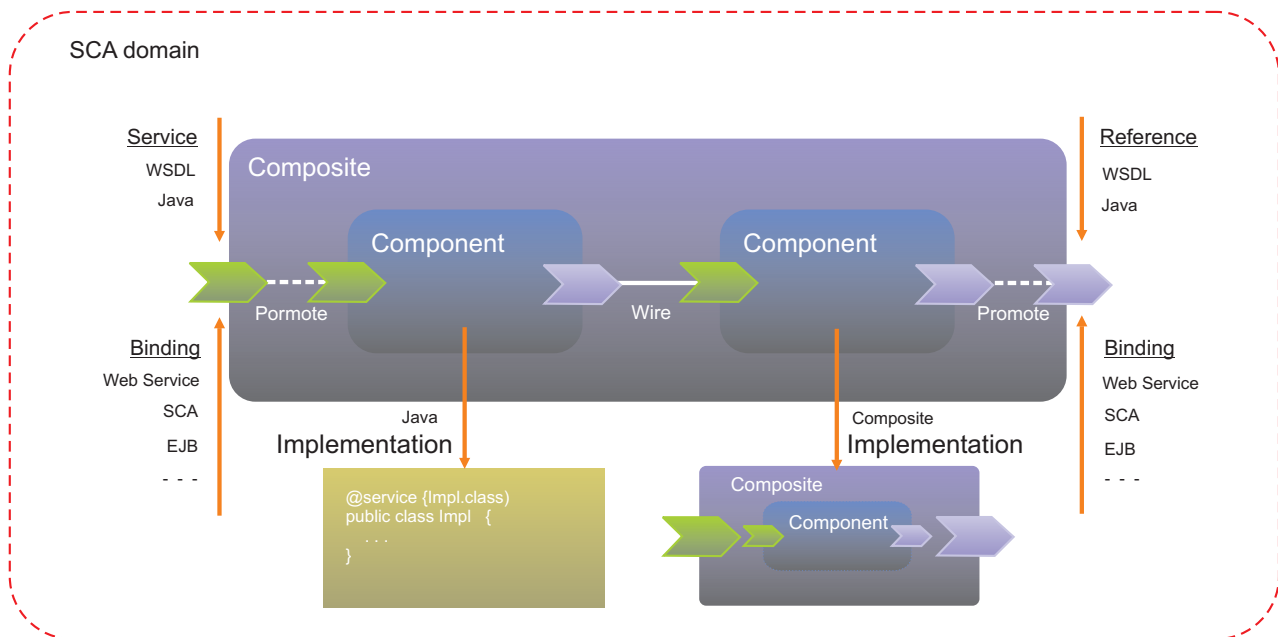 SCA domain
Service
WSDL
Java
Reference
WSDL
Java
Composite
Component
Component
Pormote
Wire
Promote
Binding
Web Service
SCA
EJB
- - -
Binding
Web Service
SCA
EJB
- - -
Java
Implementation
Composite
Implementation
@service {Impl.class)
public class Impl {
. . .
}
Composite
Component